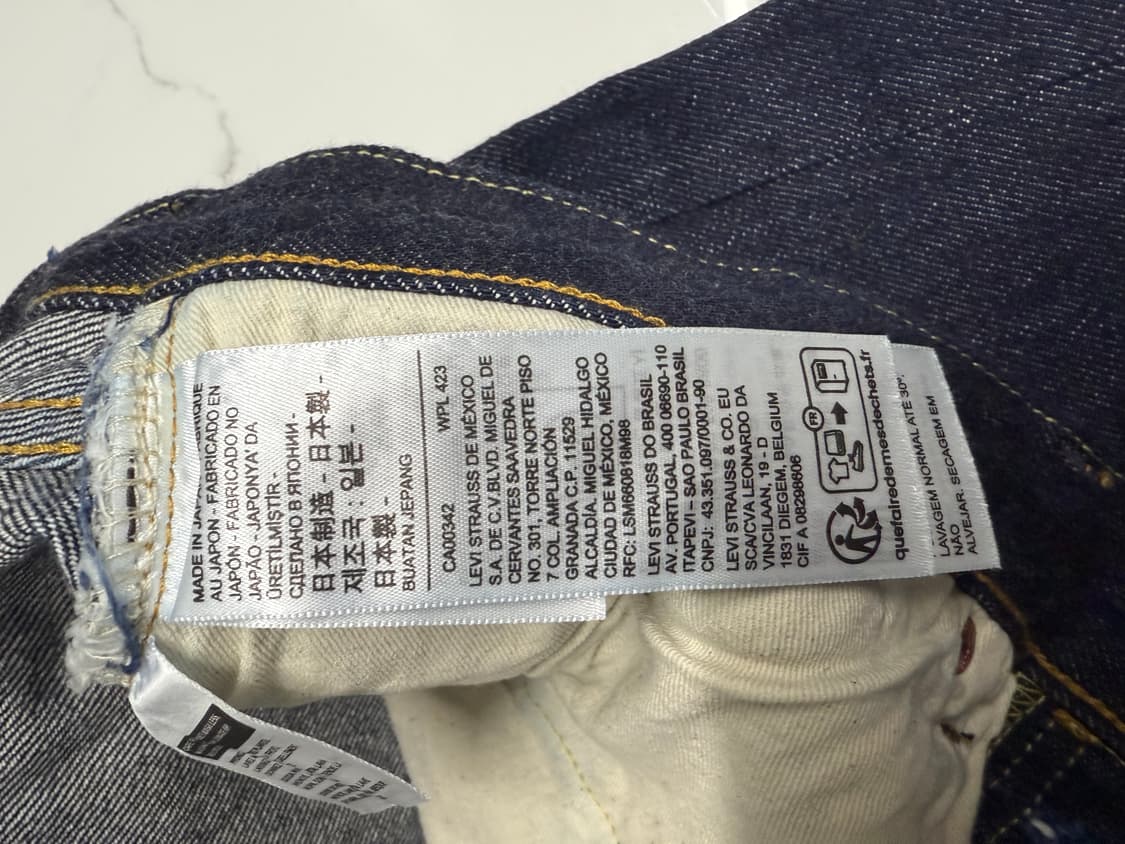 MADE IN JAPAN - FABRIQUÉ
AU JAPON - FABRICADO EN
JAPÓN - FABRICADO NO
JAPÃO - JAPONYA' DA
ÜRETİLMİSTİR -
СДЕЛАНО В ЯПОНИИ -
日本制造 - 日本製 -
제조국 : 일본 -
日本製 -
BUATAN JEPANG
CA00342 WPL 423
LEVI STRAUSS DE MÉXICO
S.A. DE C.V BLVD. MIGUEL DE
CERVANTES SAAVEDRA
NO. 301, TORRE NORTE PISO
7 COL. AMPLIACIÓN
GRANADA C.P. 11529
ALCALDÍA. MIGUEL HIDALGO
CIUDAD DE MÉXICO, MÉXICO
RFC: LSM660818M98
LEVI STRAUSS DO BRASIL
AV. PORTUGAL, 400 06690-110
ITAPEVI – SAO PAULO BRASIL
CNPJ: 43.351.097/0001-90
LEVI STRAUSS & CO. EU
SCA/CVA LEONARDO DA
VINCILAAN, 19 - D
1831 DIEGEM, BELGIUM
CIF A 08298606
FR
quefairedemesdechets.fr
LAVAGEM NORMAL ATÉ 30º.
NÃO
ALVEJAR. SECAGEM EM